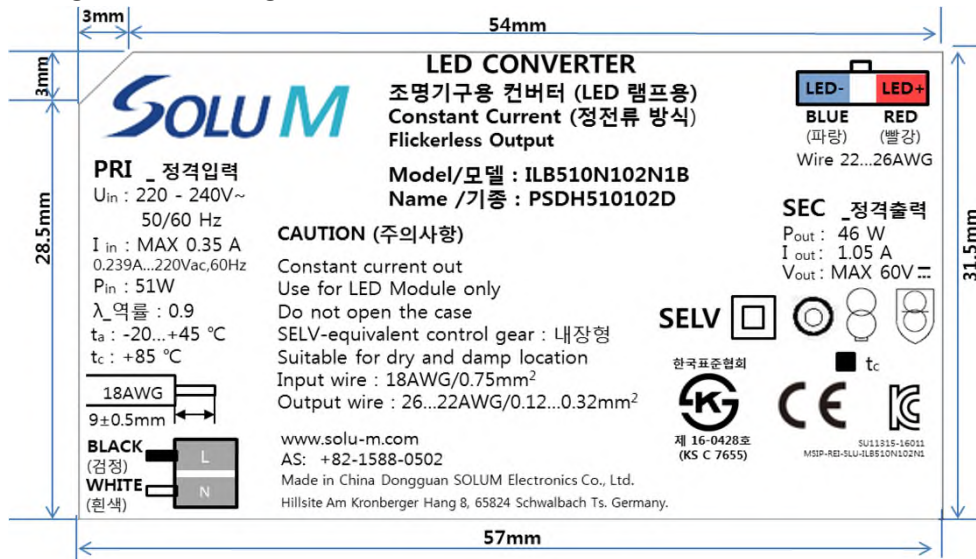 3mm
54mm
3mm
28.5mm
31.5mm
57mm
SOLU M
LED CONVERTER
조명기구용 컨버터 (LED 램프용)
Constant Current (정전류 방식)
Flickerless Output
Model/모델 : ILB510N102N1B
Name /기종 : PSDH510102D
LED- LED+
BLUE RED
(파랑) (빨강)
Wire 22...26AWG
PRI _ 정격입력
Uin : 220 - 240V~
50/60 Hz
I in : MAX 0.35 A
0.239A...220Vac,60Hz
Pin : 51W
λ_역률 : 0.9
ta : -20...+45 ℃
tc : +85 ℃
18AWG
9±0.5mm
BLACK
(검정)
L
WHITE
(흰색)
N
CAUTION (주의사항)
Constant current out
Use for LED Module only
Do not open the case
SELV-equivalent control gear : 내장형
Suitable for dry and damp location
Input wire : 18AWG/0.75mm²
Output wire : 26...22AWG/0.12...0.32mm²
www.solu-m.com
AS: +82-1588-0502
Made in China Dongguan SOLUM Electronics Co., Ltd.
Hillsite Am Kronberger Hang 8, 65824 Schwalbach Ts. Germany.
SEC _정격출력
Pout : 46 W
I out : 1.05 A
Vout : MAX 60V ⎓
SELV
tc
한국표준협회
제 16-0428호
(KS C 7655)
CE
SU11315-16011
MSIP-REI-SLU-ILB510N102N1